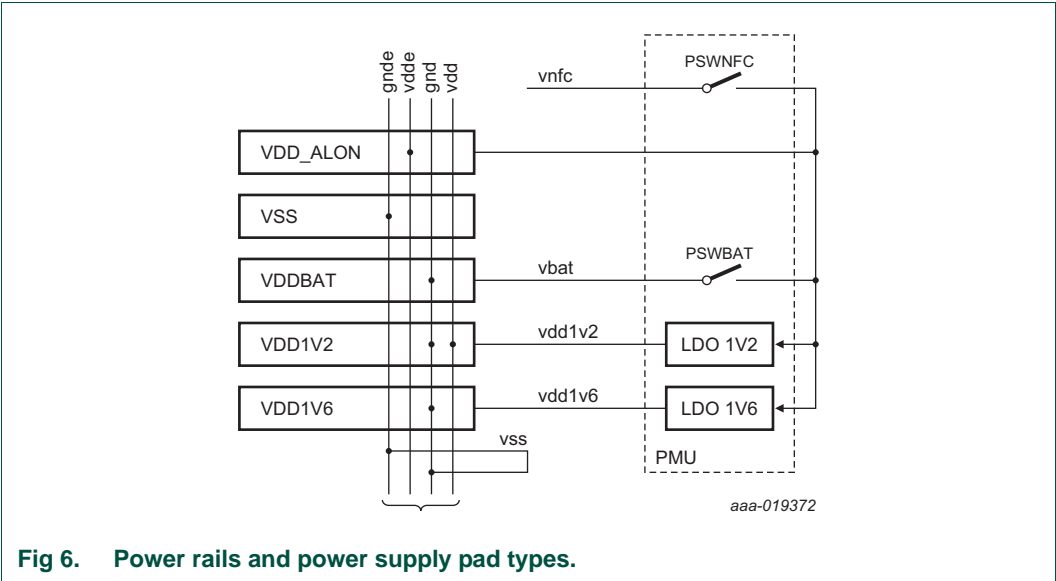 gnde
vdde
gnd
vdd
vnfc
PSWNFC
VDD_ALON
VSS
VDDBAT
vbat
PSWBAT
VDD1V2
vdd1v2
LDO 1V2
VDD1V6
vdd1v6
LDO 1V6
vss
PMU
aaa-019372
Fig 6. Power rails and power supply pad types.